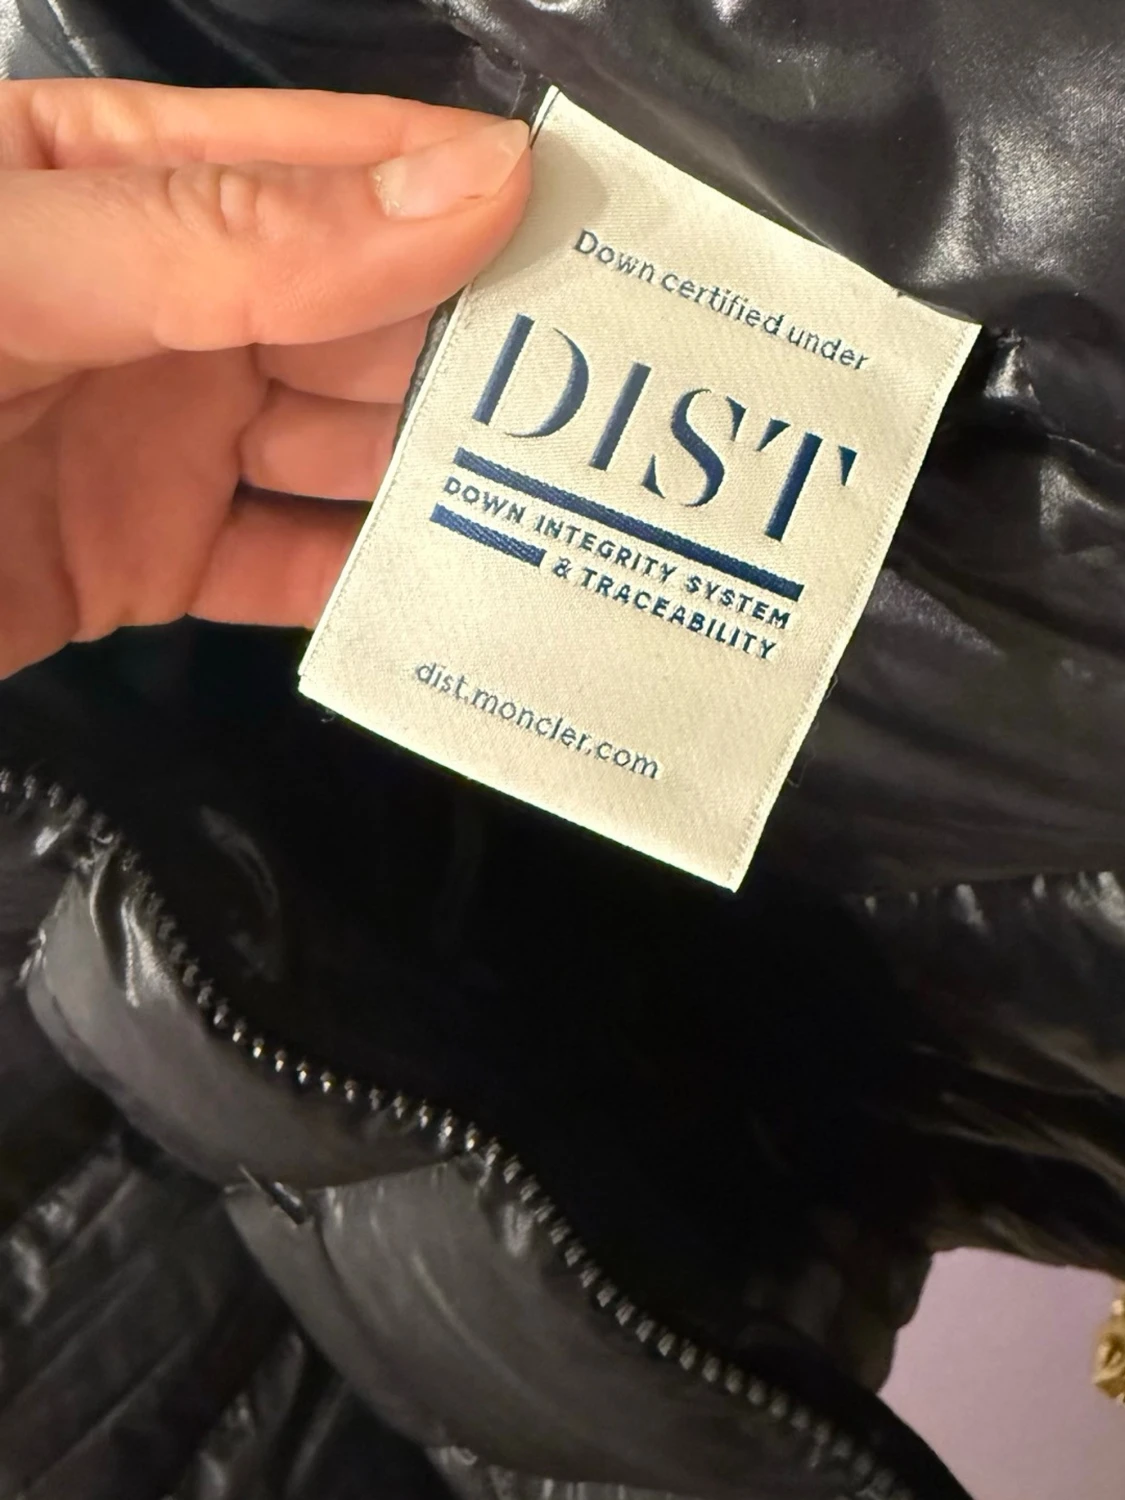 Down certified under
DIST
DOWN INTEGRITY SYSTEM
& TRACEABILITY
dist.moncler.com